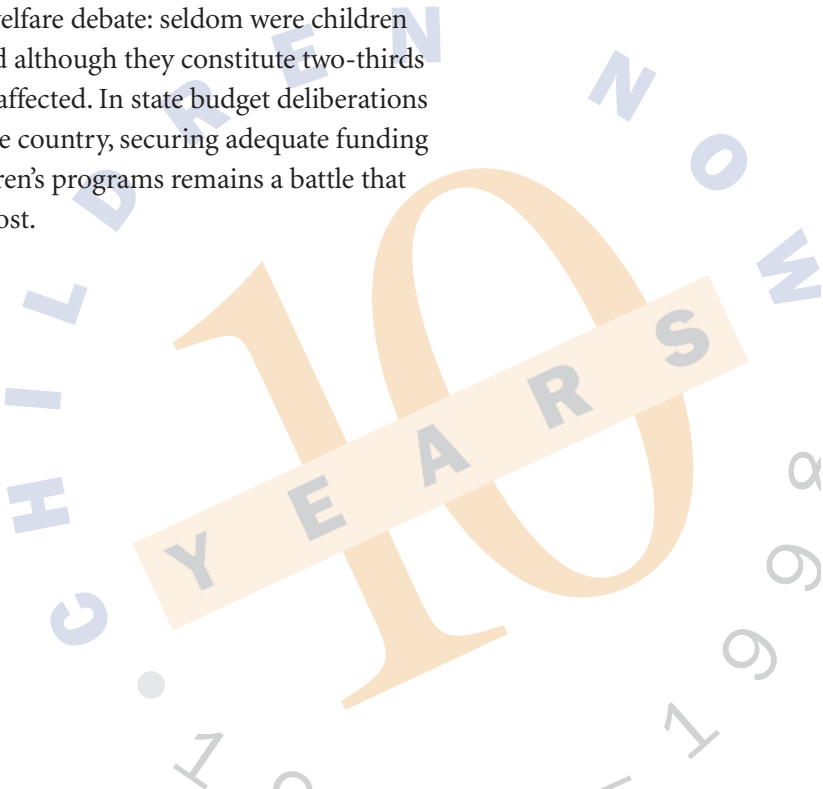 elfare debate: seldom were children
d although they constitute two-thirds
affected. In state budget deliberations
e country, securing adequate funding
ren's programs remains a battle that
ost.
CHILDREN NOW
10
YEARS
1998